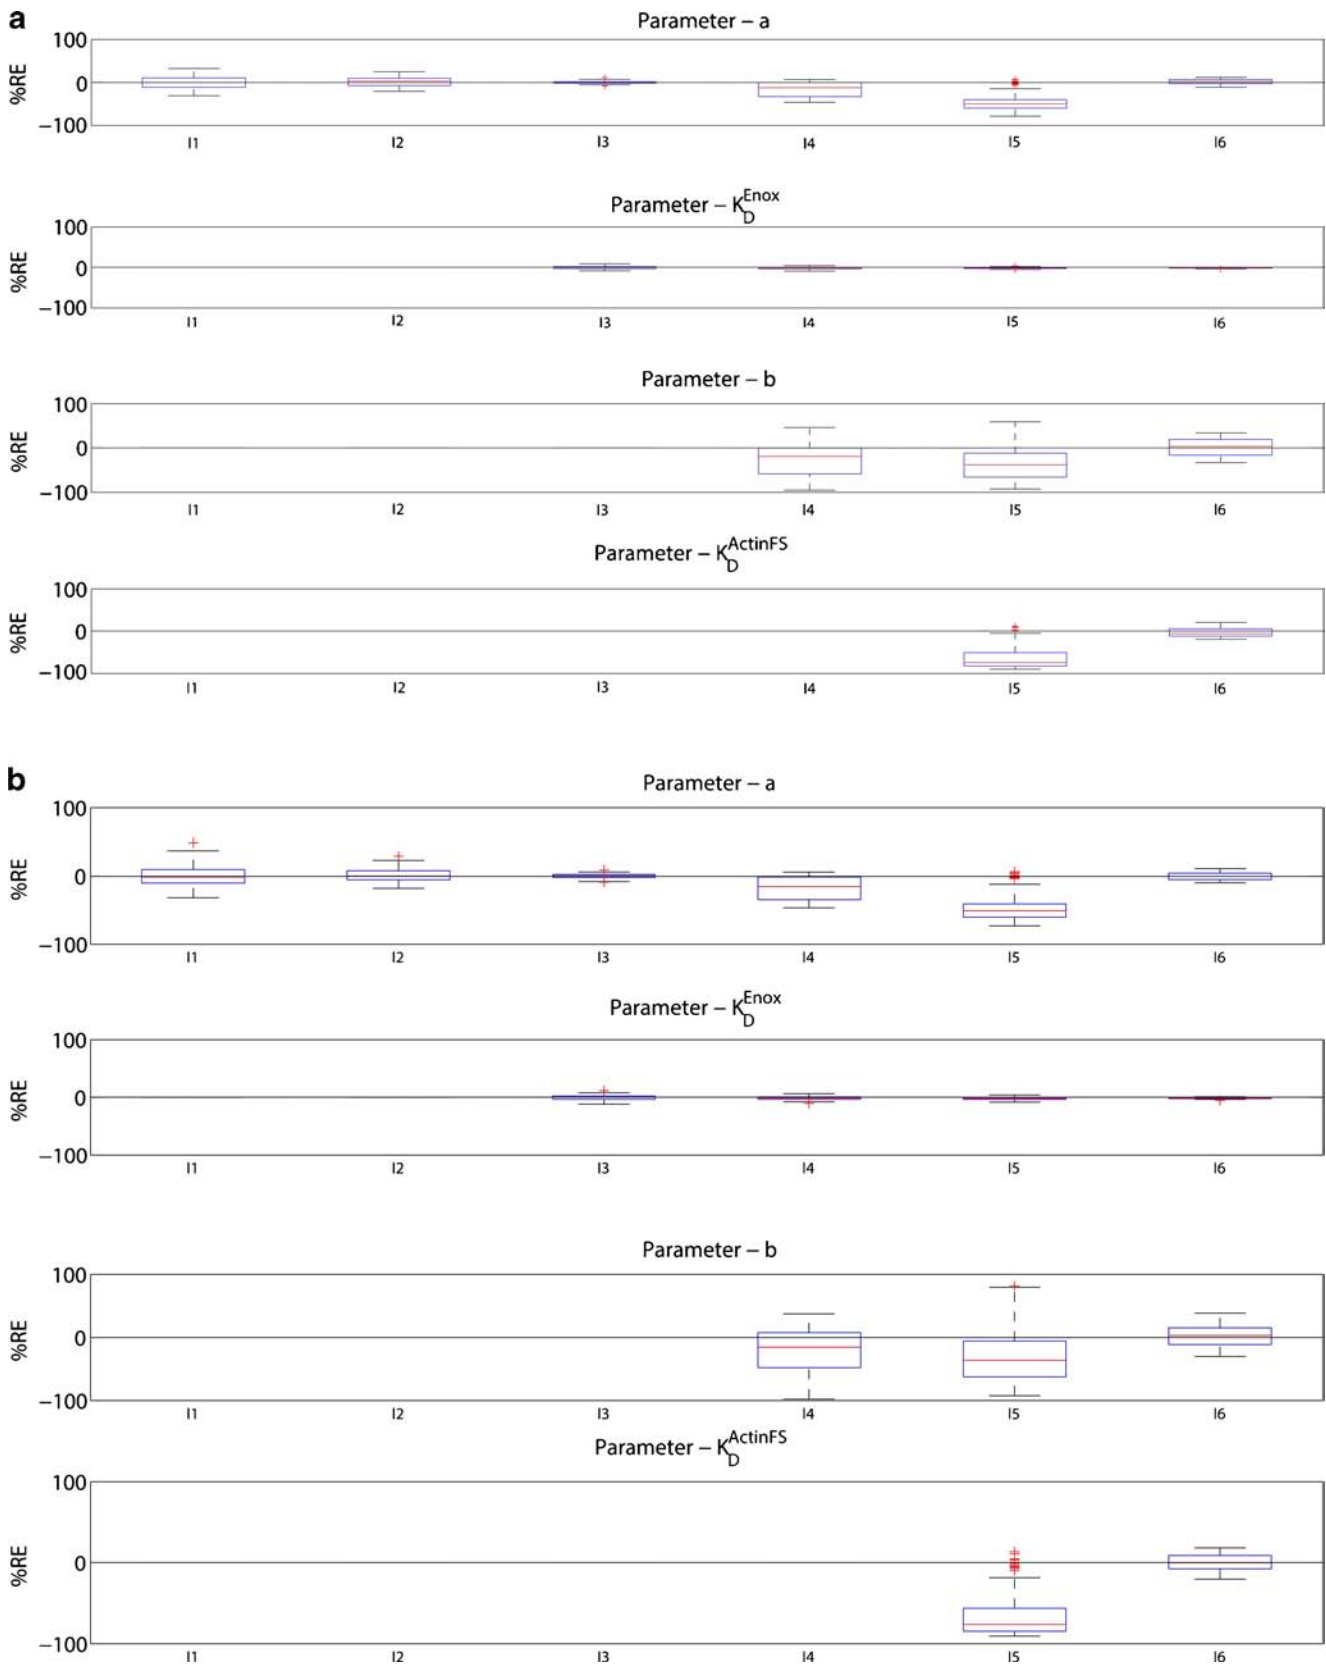 a
Parameter – a
100
0
−100
%RE
I1 I2 I3 I4 I5 I6
Parameter – K_D^Enox
100
0
−100
%RE
I1 I2 I3 I4 I5 I6
Parameter – b
100
0
−100
%RE
I1 I2 I3 I4 I5 I6
Parameter – K_D^ActinFS
100
0
−100
%RE
I1 I2 I3 I4 I5 I6
b
Parameter – a
100
0
−100
%RE
I1 I2 I3 I4 I5 I6
Parameter – K_D^Enox
100
0
−100
%RE
I1 I2 I3 I4 I5 I6
Parameter – b
100
0
−100
%RE
I1 I2 I3 I4 I5 I6
Parameter – K_D^ActinFS
100
0
−100
%RE
I1 I2 I3 I4 I5 I6